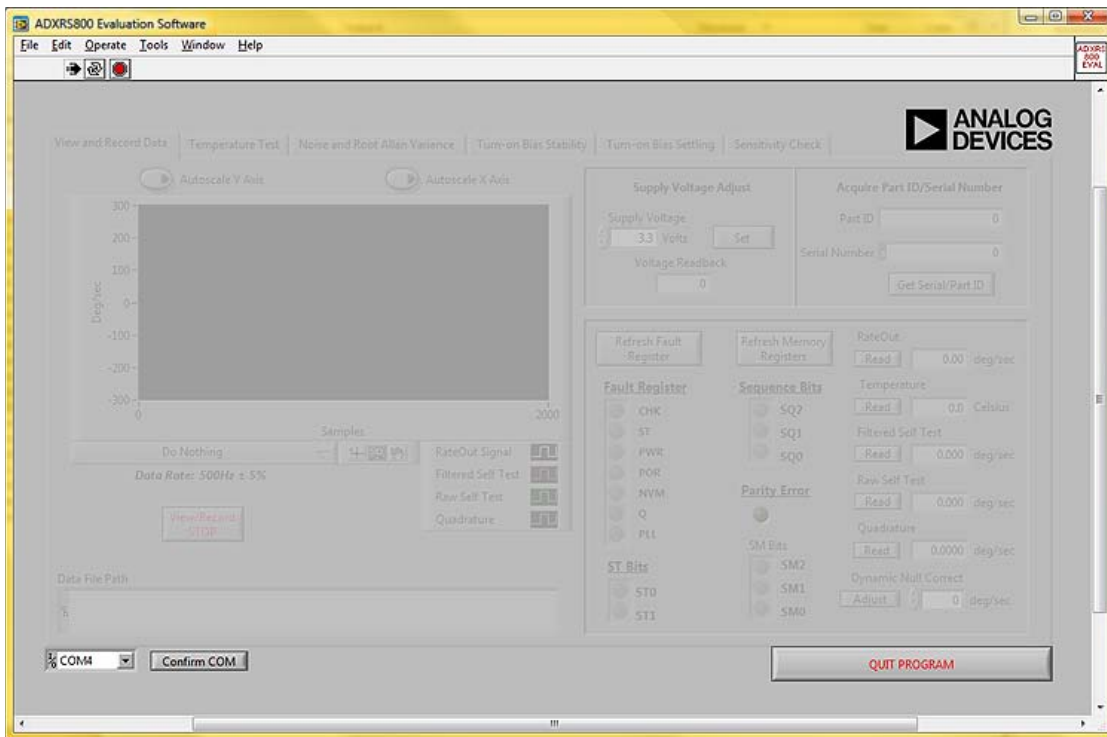 ADXRS800 Evaluation Software
File Edit Operate Tools Window Help
ADXRS 800 EVAL
ANALOG DEVICES
View and Record Data Temperature Test Noise and Root Allan Variance Turn-on Bias Stability Turn-on Bias Settling Sensitivity Check
Autoscale Y Axis Autoscale X Axis
300
200
100
0
-100
-200
-300
Deg/sec
0 2000
Samples
Do Nothing
Data Rate: 500Hz ± 5%
RateOut Signal
Filtered Self Test
Raw Self Test
Quadrature
View/Record
STOP
Data File Path
Supply Voltage Adjust
Supply Voltage
3.3 Volts Set
Voltage Readback
0
Acquire Part ID/Serial Number
Part ID 0
Serial Number 0
Get Serial/Part ID
Refresh Fault
Register
Refresh Memory
Registers
Fault Register
CHK
ST
PWR
POR
NVM
Q
PLL
ST Bits
ST0
ST1
Sequence Bits
SQ2
SQ1
SQ0
Parity Error
SM Bits
SM2
SM1
SM0
RateOut
Read 0.00 deg/sec
Temperature
Read 0.0 Celsius
Filtered Self Test
Read 0.000 deg/sec
Raw Self Test
Read 0.000 deg/sec
Quadrature
Read 0.0000 deg/sec
Dynamic Null Correct
Adjust 0 deg/sec
COM4 Confirm COM
QUIT PROGRAM